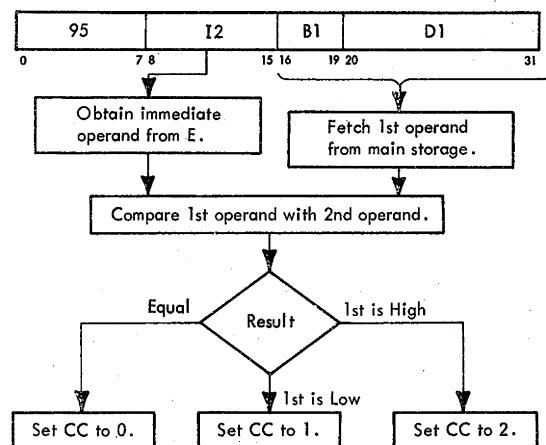 95 I2 B1 D1
0 7 8 15 16 19 20 31
Obtain immediate
operand from E.
Fetch 1st operand
from main storage.
Compare 1st operand with 2nd operand.
Equal
Result
1st is High
1st is Low
Set CC to 0.
Set CC to 1.
Set CC to 2.